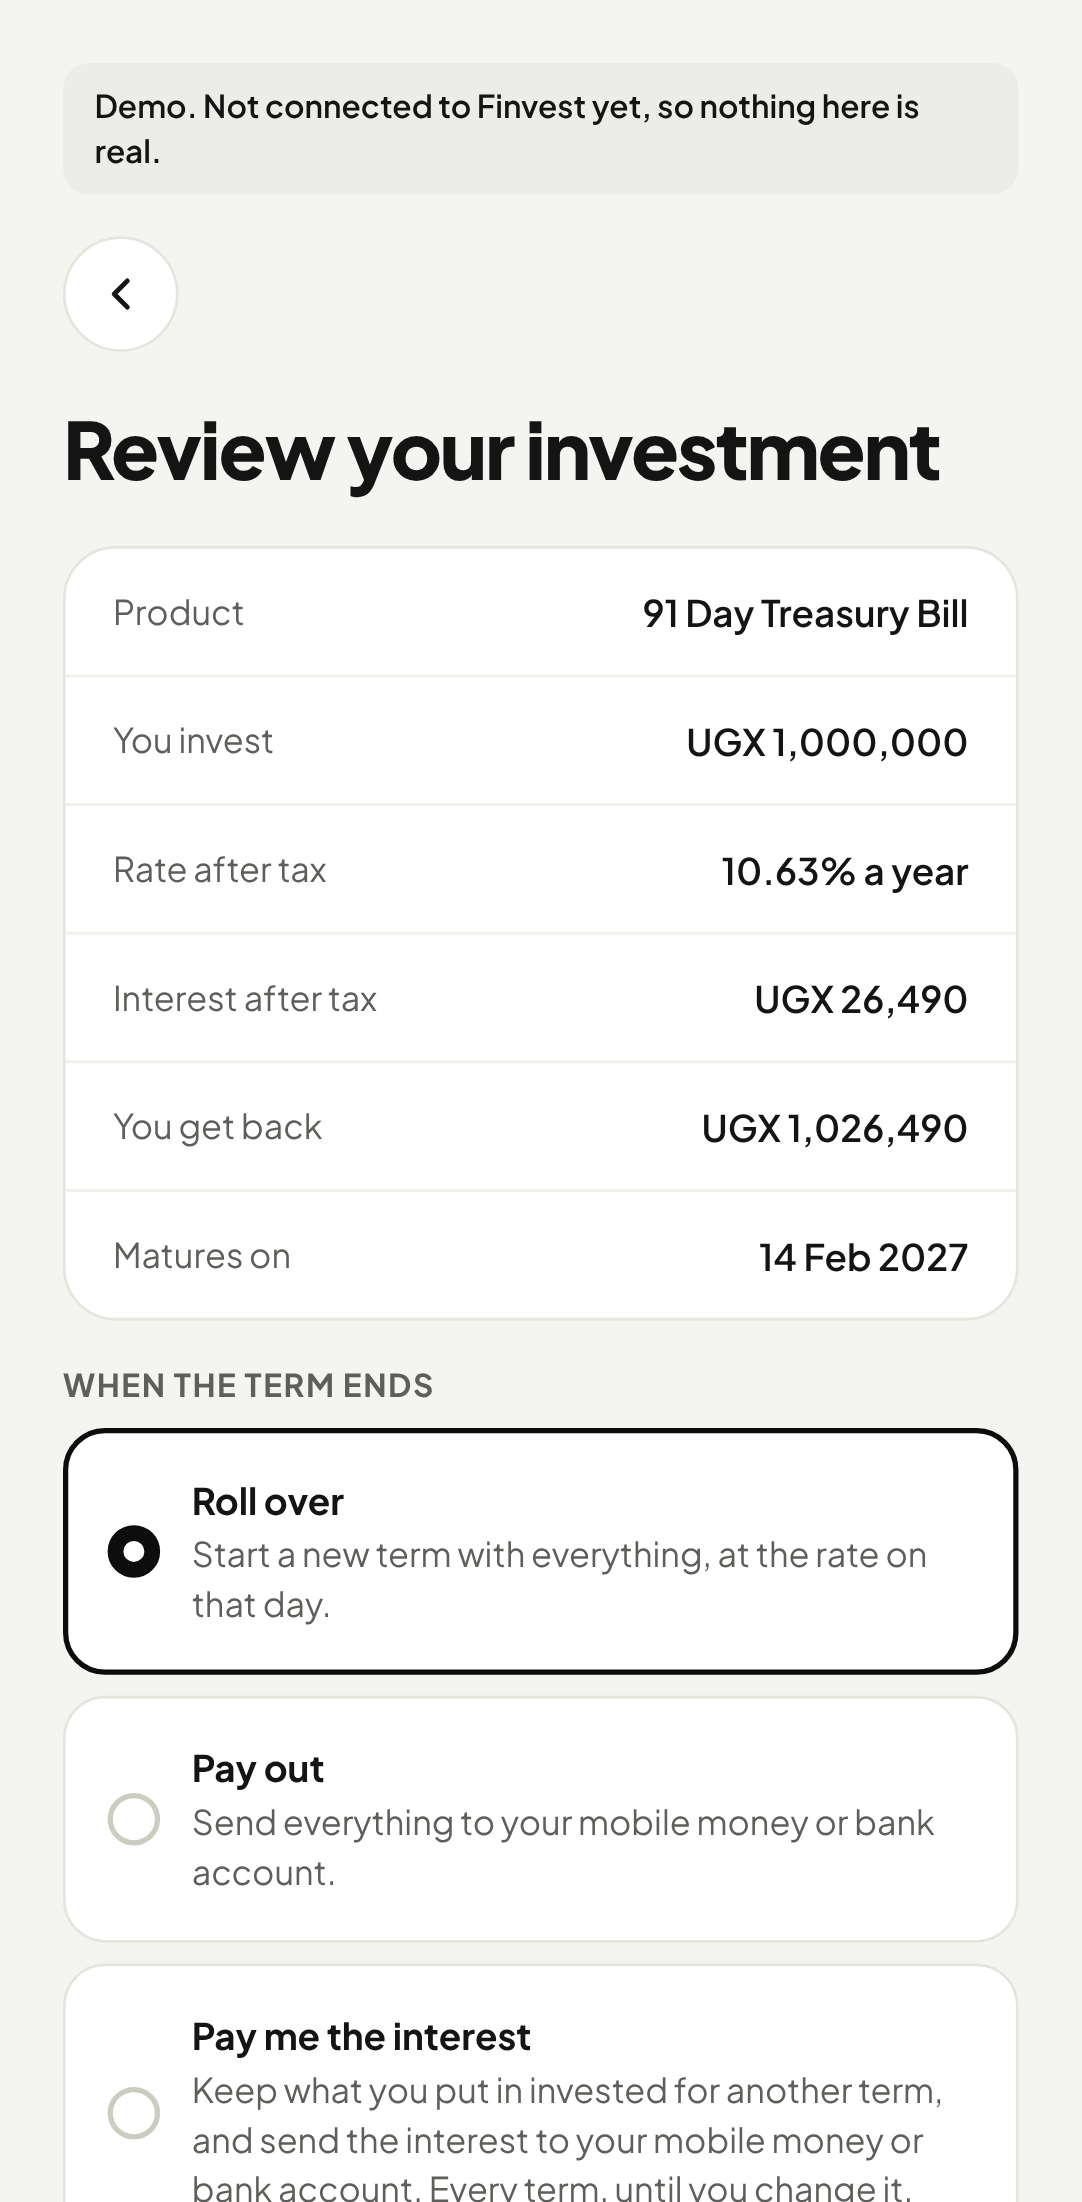 Demo. Not connected to Finvest yet, so nothing here is
real.
Review your investment
Product 91 Day Treasury Bill
You invest UGX 1,000,000
Rate after tax 10.63% a year
Interest after tax UGX 26,490
You get back UGX 1,026,490
Matures on 14 Feb 2027
WHEN THE TERM ENDS
Roll over
Start a new term with everything, at the rate on
that day.
Pay out
Send everything to your mobile money or bank
account.
Pay me the interest
Keep what you put in invested for another term,
and send the interest to your mobile money or
bank account. Every term, until you change it.